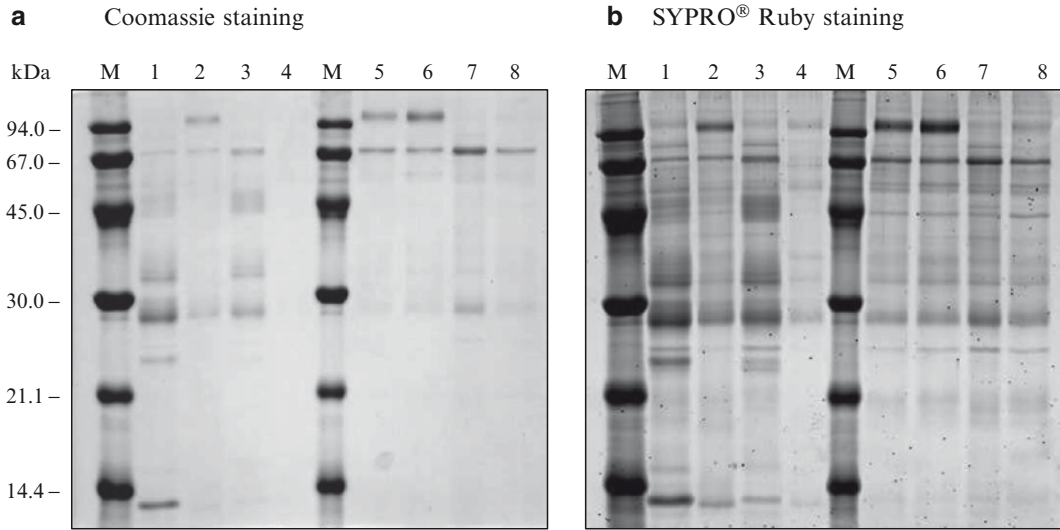 a Coomassie staining
b SYPRO® Ruby staining
kDa M 1 2 3 4 M 5 6 7 8
M 1 2 3 4 M 5 6 7 8
94.0 –
67.0 –
45.0 –
30.0 –
21.1 –
14.4 –